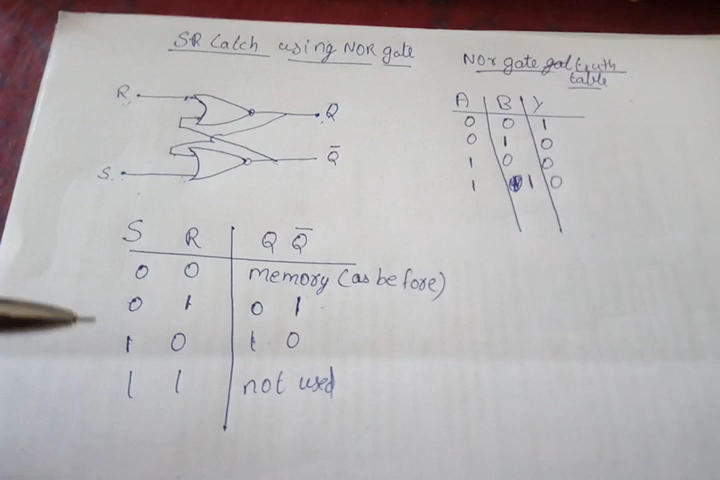 SR Latch using NOR gate
R
Q
Q̅
S
S R Q Q̅
0 0 memory (as before)
0 1 0 1
1 0 1 0
1 1 not used
NOr gate truth
table
A B Y
0 0 1
0 1 0
1 0 0
1 1 0